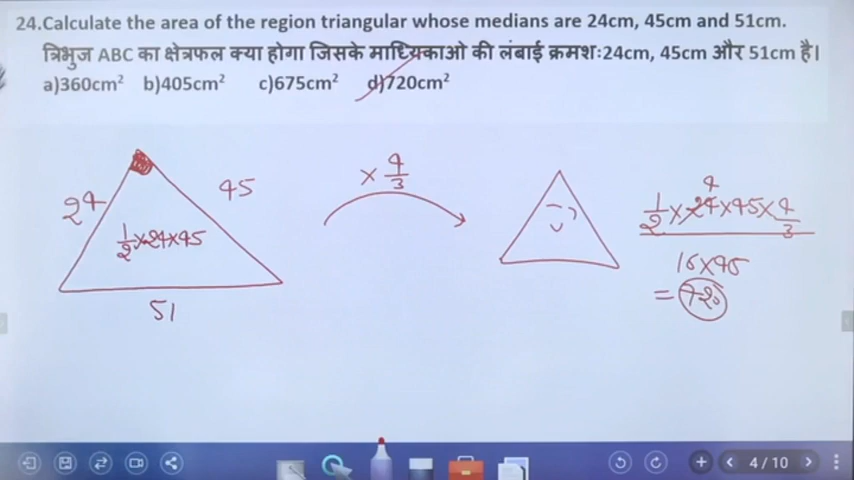 24.Calculate the area of the region triangular whose medians are 24cm, 45cm and 51cm.
त्रिभुज ABC का क्षेत्रफल क्या होगा जिसके माध्यिकाओ की लंबाई क्रमशः:24cm, 45cm और 51cm है।
a)360cm² b)405cm² c)675cm² d)720cm²
24
45
1/2×24×45
51
× 4/3
1/2×24×45×4/3
4
16×45
= 720
4 / 10